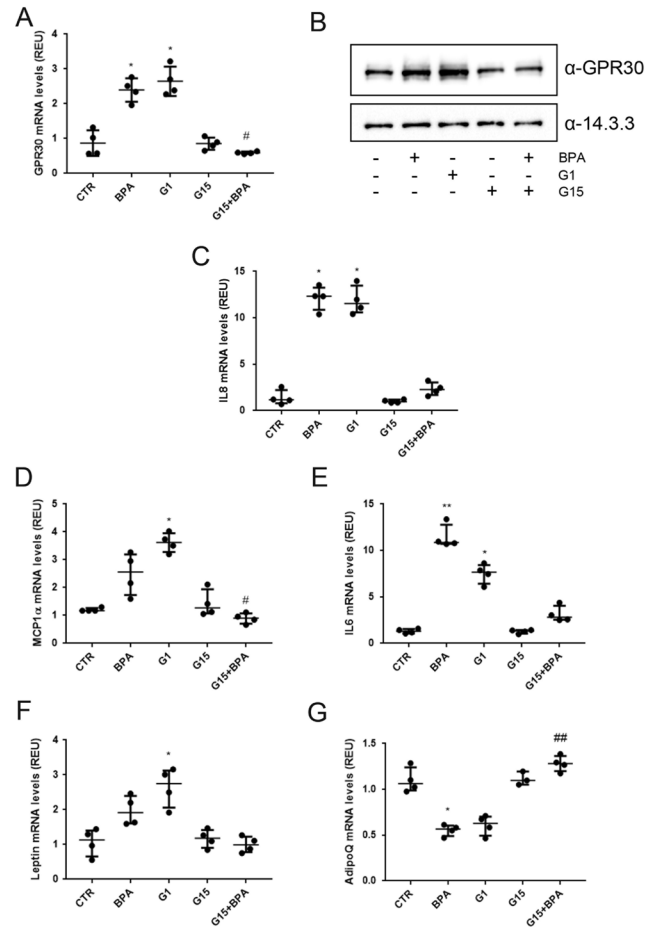 A
GPR30 mRNA levels (REU)
4
3
2
1
0
* *
#
CTR BPA G1 G15 G15+BPA
B
α-GPR30
α-14.3.3
- + - - + BPA
- - + - - G1
- - - + + G15
C
IL8 mRNA levels (REU)
15
10
5
0
* *
CTR BPA G1 G15 G15+BPA
D
MCP1α mRNA levels (REU)
5
4
3
2
1
0
*
#
CTR BPA G1 G15 G15+BPA
E
IL6 mRNA levels (REU)
15
10
5
0
**
*
CTR BPA G1 G15 G15+BPA
F
Leptin mRNA levels (REU)
4
3
2
1
0
*
CTR BPA G1 G15 G15+BPA
G
AdipoQ mRNA levels (REU)
1.5
1.0
0.5
0.0
##
*
CTR BPA G1 G15 G15+BPA